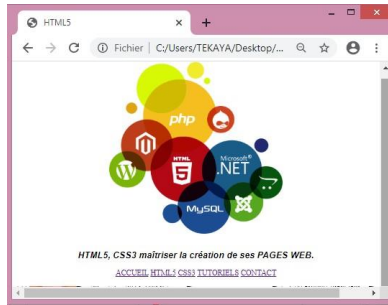 HTML5
Fichier C:/Users/TEKAYA/Desktop/...
php
HTML
5
Microsoft®
.NET
MySQL
HTML5, CSS3 maîtriser la création de ses PAGES WEB.
ACCUEIL HTML5 CSS3 TUTORIELS CONTACT